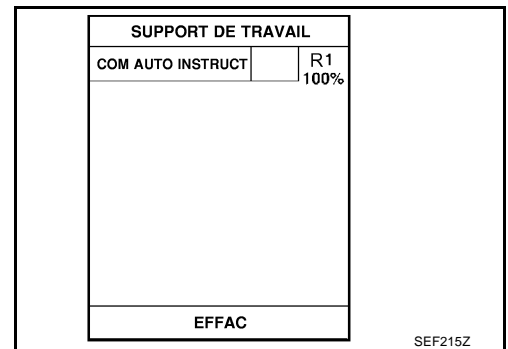 SUPPORT DE TRAVAIL
COM AUTO INSTRUCT R1
100%
EFFAC
SEF215Z